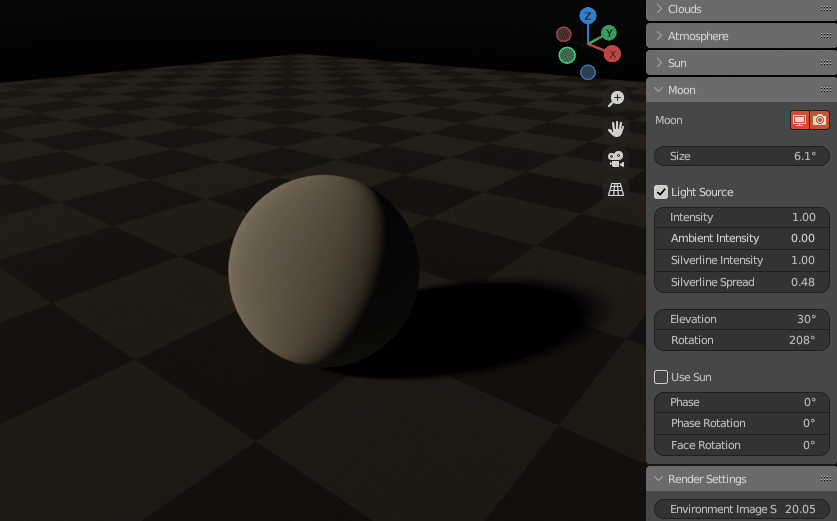 Clouds
Atmosphere
Sun
Moon
Moon
Size 6.1°
Light Source
Intensity 1.00
Ambient Intensity 0.00
Silverline Intensity 1.00
Silverline Spread 0.48
Elevation 30°
Rotation 208°
Use Sun
Phase 0°
Phase Rotation 0°
Face Rotation 0°
Render Settings
Environment Image S 20.05
Z
Y
X